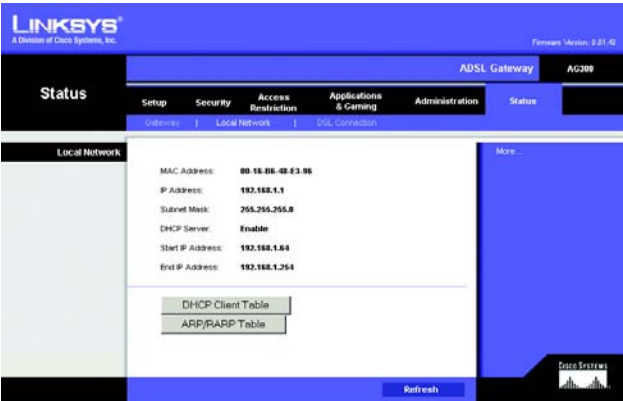 LINKSYS®
A Division of Cisco Systems, Inc.
Firmware Version: 0.01.42
ADSL Gateway AG300
Status
Setup Security Access Restriction Applications & Gaming Administration Status
Gateway | Local Network | DSL Connection
Local Network
More...
MAC Address: 00-16-B6-48-E3-96
IP Address: 192.168.1.1
Subnet Mask: 255.255.255.0
DHCP Server: Enable
Start IP Address: 192.168.1.64
End IP Address: 192.168.1.254
DHCP Client Table
ARP/RARP Table
CISCO SYSTEMS
Refresh